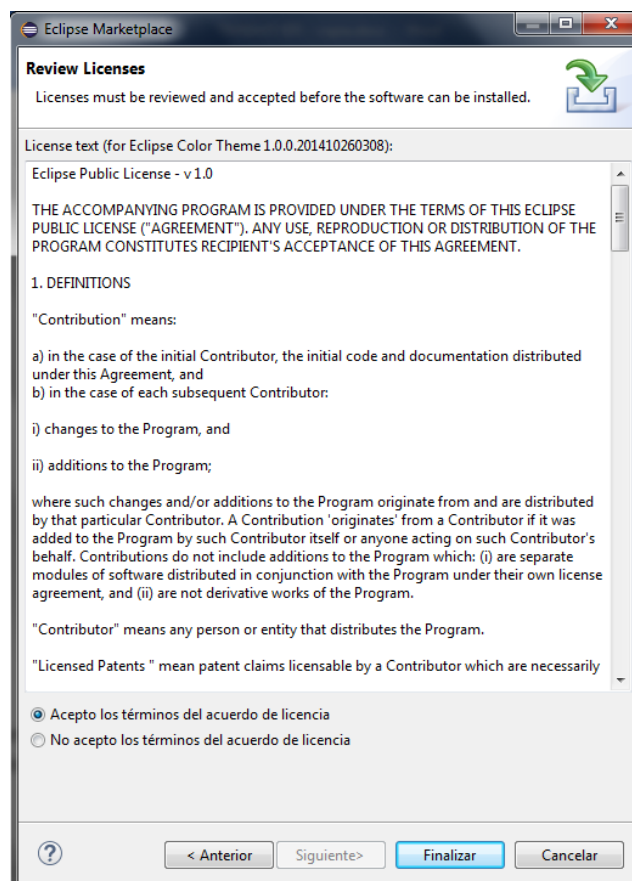 Eclipse Marketplace
Review Licenses
Licenses must be reviewed and accepted before the software can be installed.
License text (for Eclipse Color Theme 1.0.0.201410260308):
Eclipse Public License - v 1.0
THE ACCOMPANYING PROGRAM IS PROVIDED UNDER THE TERMS OF THIS ECLIPSE
PUBLIC LICENSE ("AGREEMENT"). ANY USE, REPRODUCTION OR DISTRIBUTION OF THE
PROGRAM CONSTITUTES RECIPIENT'S ACCEPTANCE OF THIS AGREEMENT.
1. DEFINITIONS
"Contribution" means:
a) in the case of the initial Contributor, the initial code and documentation distributed
under this Agreement, and
b) in the case of each subsequent Contributor:
i) changes to the Program, and
ii) additions to the Program;
where such changes and/or additions to the Program originate from and are distributed
by that particular Contributor. A Contribution 'originates' from a Contributor if it was
added to the Program by such Contributor itself or anyone acting on such Contributor's
behalf. Contributions do not include additions to the Program which: (i) are separate
modules of software distributed in conjunction with the Program under their own license
agreement, and (ii) are not derivative works of the Program.
"Contributor" means any person or entity that distributes the Program.
"Licensed Patents " mean patent claims licensable by a Contributor which are necessarily
Acepto los términos del acuerdo de licencia
No acepto los términos del acuerdo de licencia
? < Anterior Siguiente> Finalizar Cancelar